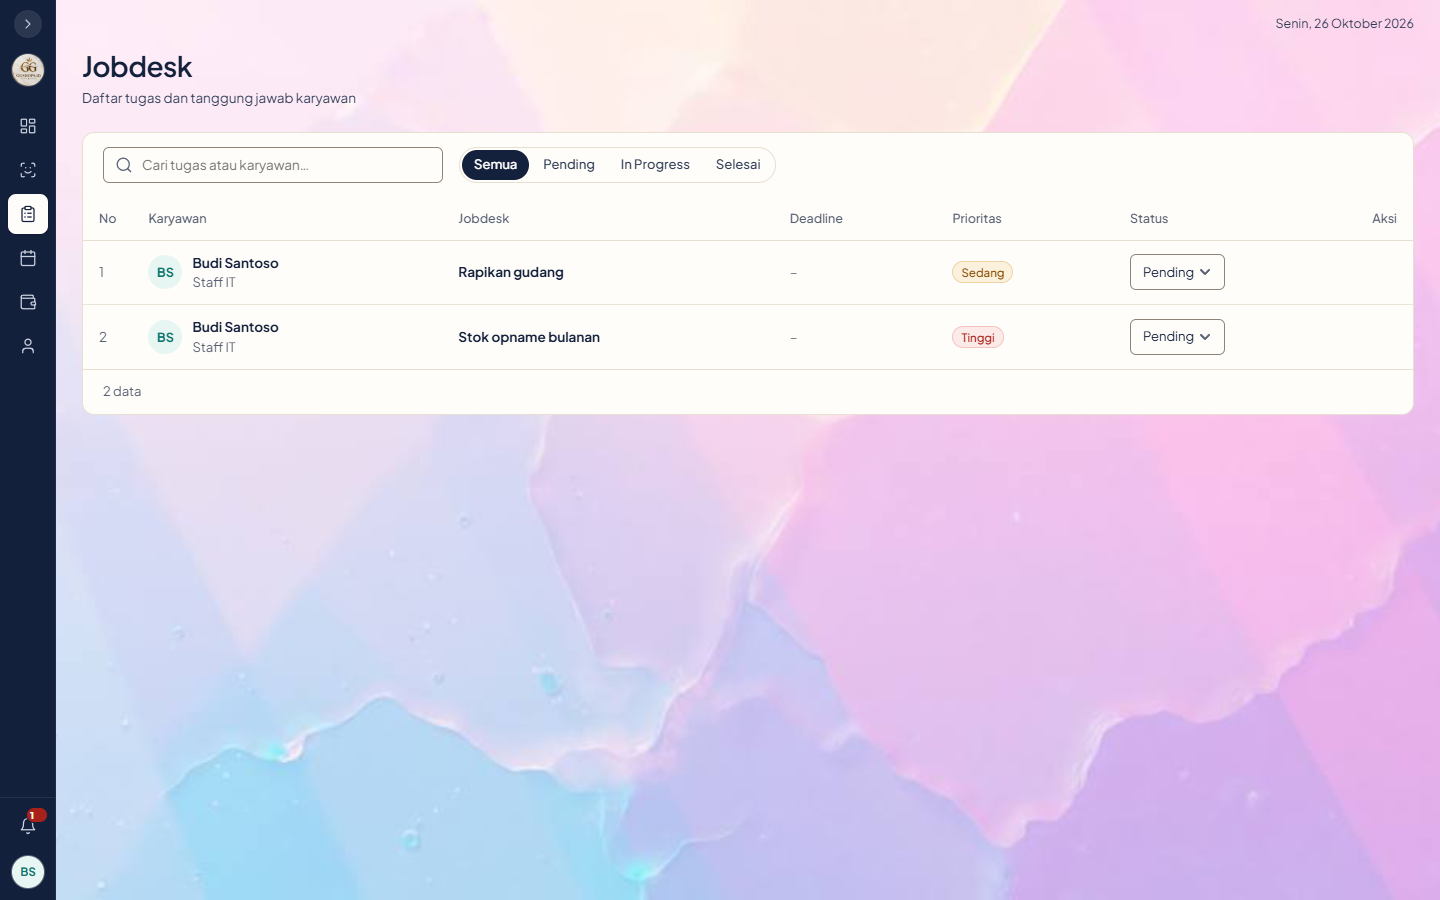 Senin, 26 Oktober 2026
Jobdesk
Daftar tugas dan tanggung jawab karyawan
Cari tugas atau karyawan...
Semua
Pending
In Progress
Selesai
No Karyawan Jobdesk Deadline Prioritas Status Aksi
1 BS Budi Santoso Rapikan gudang – Sedang Pending
Staff IT
2 BS Budi Santoso Stok opname bulanan – Tinggi Pending
Staff IT
2 data
1
BS